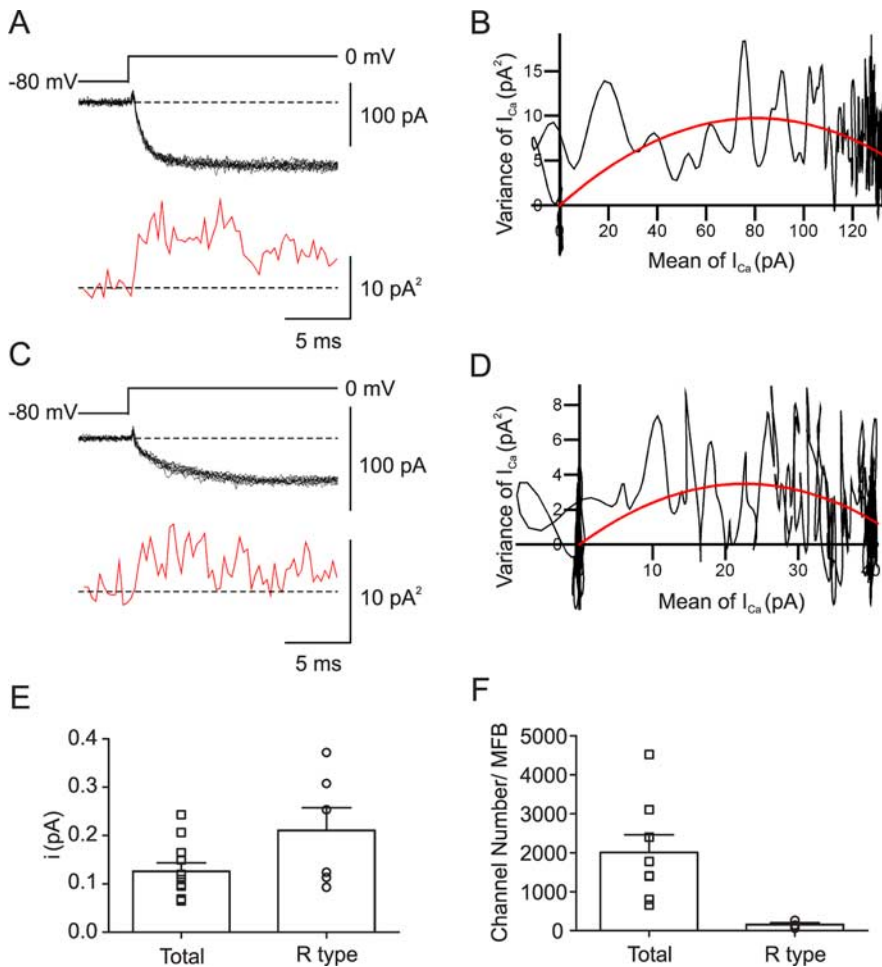 A
0 mV
-80 mV
100 pA
10 pA²
5 ms
B
Variance of I_Ca (pA²)
15
10
5
0
0 20 40 60 80 100 120
Mean of I_Ca (pA)
C
0 mV
-80 mV
100 pA
10 pA²
5 ms
D
Variance of I_Ca (pA²)
8
6
4
2
0
10 20 30 40
Mean of I_Ca (pA)
E
i (pA)
0.4
0.3
0.2
0.1
0.0
Total R type
F
Channel Number/ MFB
5000
4000
3000
2000
1000
0
Total R type